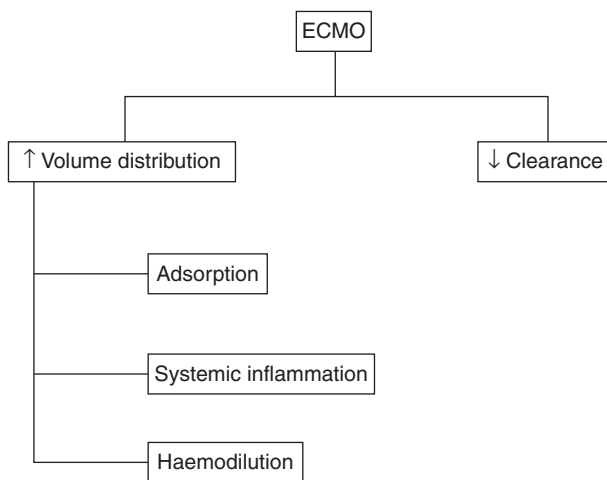 ECMO
↑ Volume distribution
↓ Clearance
Adsorption
Systemic inflammation
Haemodilution